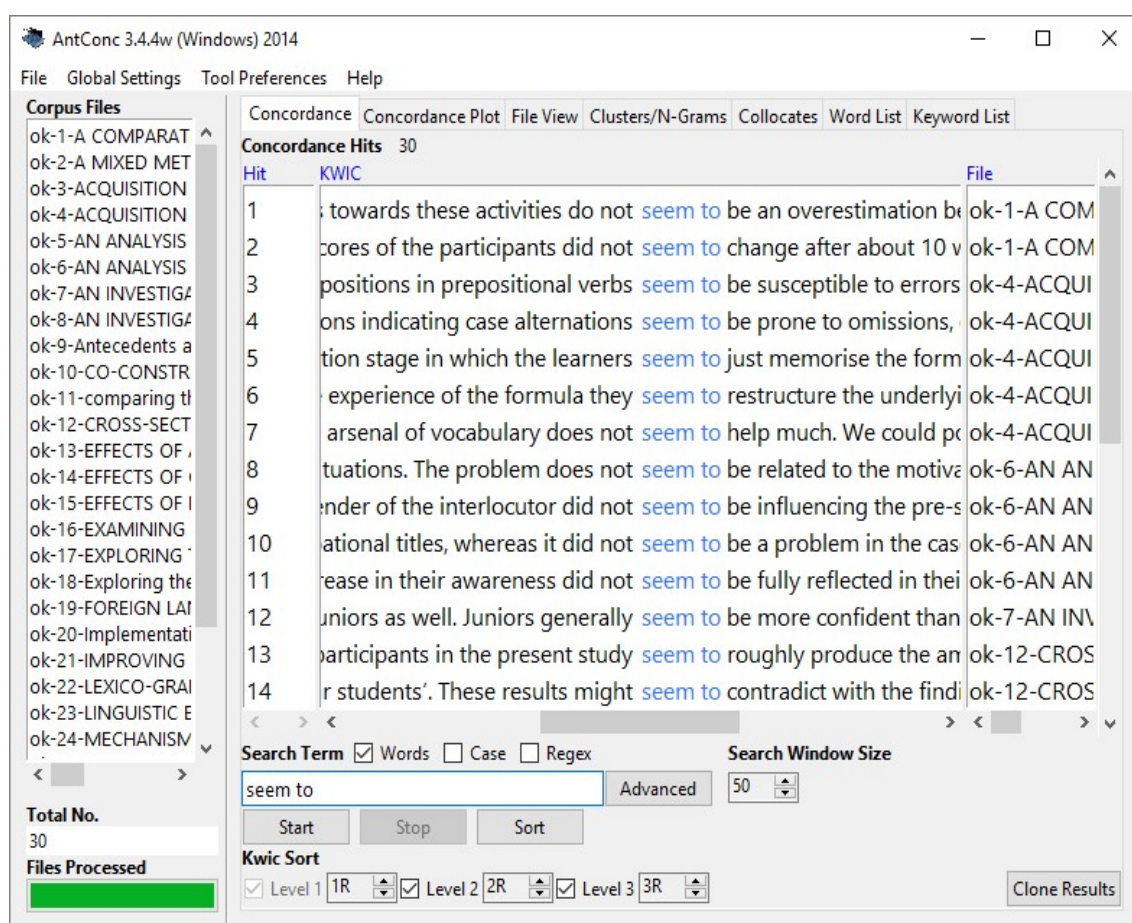 AntConc 3.4.4w (Windows) 2014
File Global Settings Tool Preferences Help
Corpus Files
ok-1-A COMPARAT
ok-2-A MIXED MET
ok-3-ACQUISITION
ok-4-ACQUISITION
ok-5-AN ANALYSIS
ok-6-AN ANALYSIS
ok-7-AN INVESTIGA
ok-8-AN INVESTIGA
ok-9-Antecedents a
ok-10-CO-CONSTR
ok-11-comparing th
ok-12-CROSS-SECT
ok-13-EFFECTS OF
ok-14-EFFECTS OF
ok-15-EFFECTS OF
ok-16-EXAMINING
ok-17-EXPLORING
ok-18-Exploring the
ok-19-FOREIGN LAN
ok-20-Implementati
ok-21-IMPROVING
ok-22-LEXICO-GRAI
ok-23-LINGUISTIC E
ok-24-MECHANISM
Total No.
30
Files Processed
Concordance Concordance Plot File View Clusters/N-Grams Collocates Word List Keyword List
Concordance Hits 30
Hit KWIC File
1 towards these activities do not seem to be an overestimation be ok-1-A COM
2 cores of the participants did not seem to change after about 10 w ok-1-A COM
3 positions in prepositional verbs seem to be susceptible to errors ok-4-ACQUI
4 ons indicating case alternations seem to be prone to omissions, ok-4-ACQUI
5 tion stage in which the learners seem to just memorise the form ok-4-ACQUI
6 experience of the formula they seem to restructure the underlyi ok-4-ACQUI
7 arsenal of vocabulary does not seem to help much. We could po ok-4-ACQUI
8 tuations. The problem does not seem to be related to the motiva ok-6-AN AN
9 ender of the interlocutor did not seem to be influencing the pre-s ok-6-AN AN
10 ational titles, whereas it did not seem to be a problem in the cas ok-6-AN AN
11 rease in their awareness did not seem to be fully reflected in thei ok-6-AN AN
12 uniors as well. Juniors generally seem to be more confident than ok-7-AN INV
13 participants in the present study seem to roughly produce the am ok-12-CROS
14 r students'. These results might seem to contradict with the findi ok-12-CROS
Search Term Words Case Regex Search Window Size
seem to Advanced 50
Start Stop Sort
Kwic Sort
Level 1 1R Level 2 2R Level 3 3R Clone Results